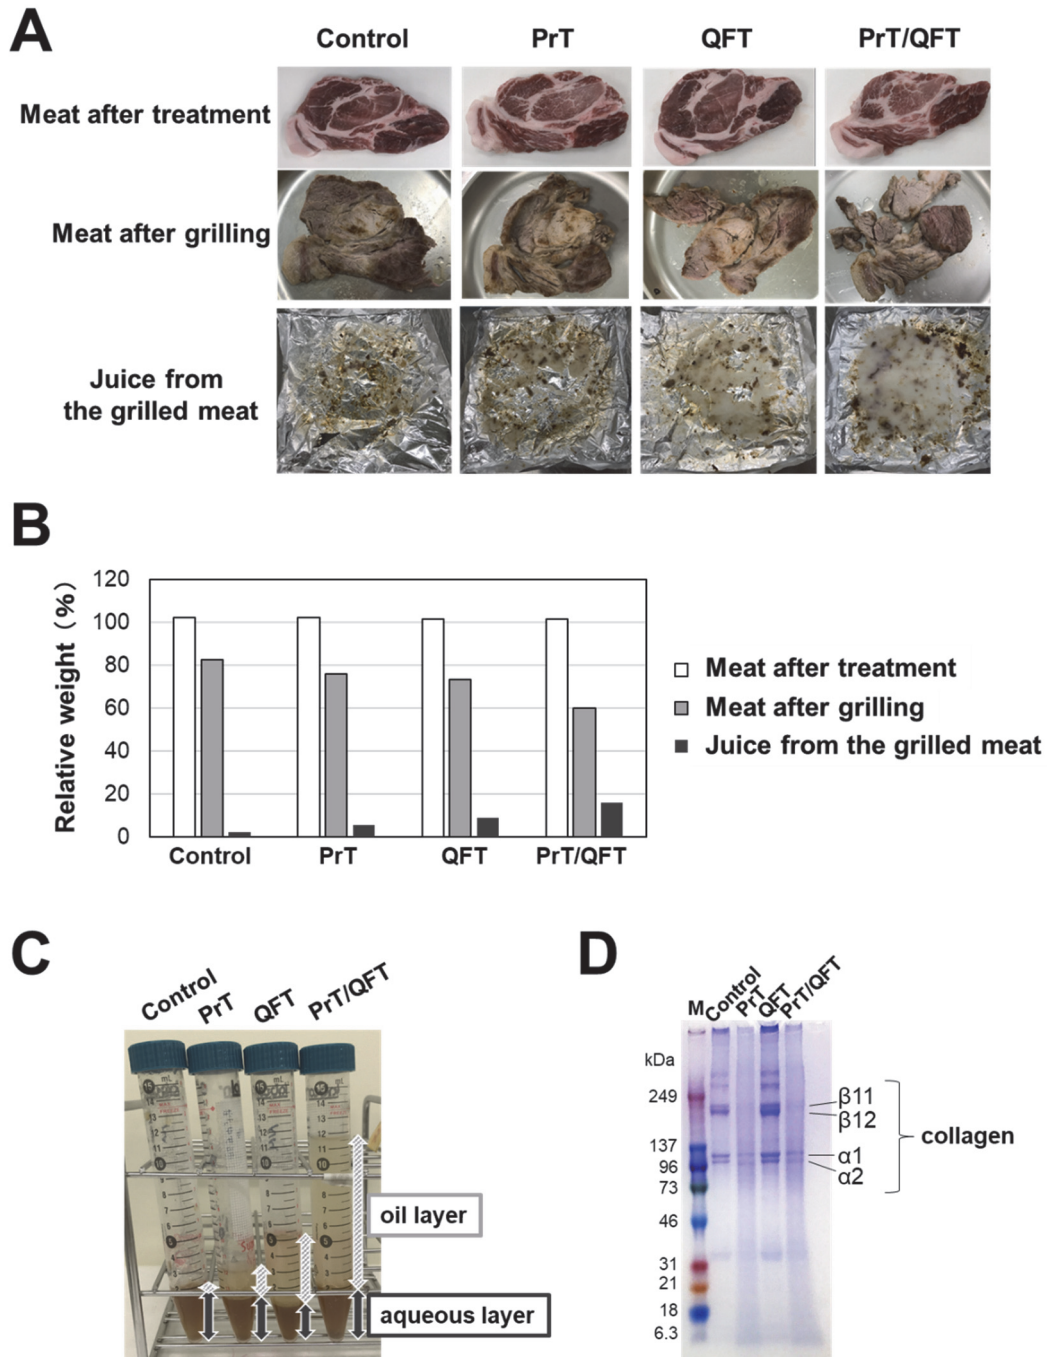 A
Control PrT QFT PrT/QFT
Meat after treatment
Meat after grilling
Juice from
the grilled meat
B
Relative weight (%)
120
100
80
60
40
20
0
Control PrT QFT PrT/QFT
Meat after treatment
Meat after grilling
Juice from the grilled meat
C
Control PrT QFT PrT/QFT
oil layer
aqueous layer
D
M Control PrT QFT PrT/QFT
kDa
249
137
96
73
46
31
21
18
6.3
β11
β12
α1
α2
collagen